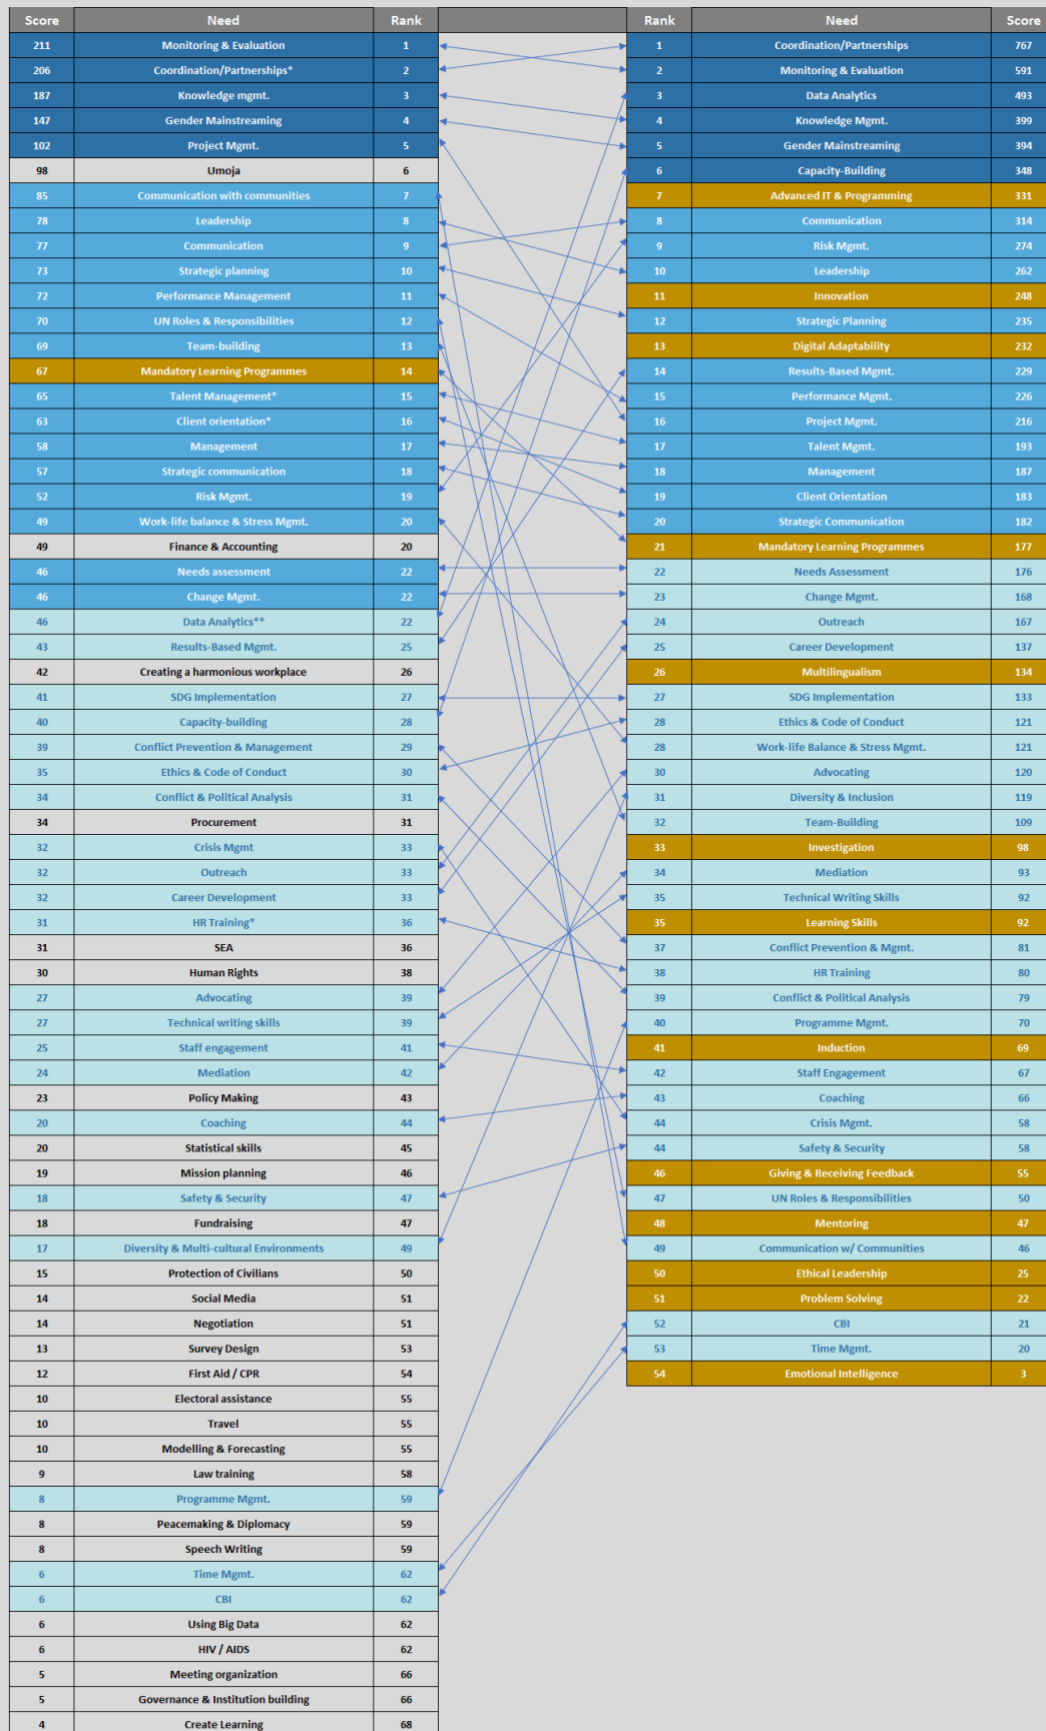 Score Need Rank Rank Need Score
211 Monitoring & Evaluation 1 1 Coordination/Partnerships 767
206 Coordination/Partnerships* 2 2 Monitoring & Evaluation 591
187 Knowledge mgmt. 3 3 Data Analytics 493
147 Gender Mainstreaming 4 4 Knowledge Mgmt. 399
102 Project Mgmt. 5 5 Gender Mainstreaming 394
98 Umoja 6 6 Capacity-Building 348
85 Communication with communities 7 7 Advanced IT & Programming 331
78 Leadership 8 8 Communication 314
77 Communication 9 9 Risk Mgmt. 274
73 Strategic planning 10 10 Leadership 262
72 Performance Management 11 11 Innovation 248
70 UN Roles & Responsibilities 12 12 Strategic Planning 235
69 Team-building 13 13 Digital Adaptability 232
67 Mandatory Learning Programmes 14 14 Results-Based Mgmt. 229
65 Talent Management* 15 15 Performance Mgmt. 226
63 Client orientation* 16 16 Project Mgmt. 216
58 Management 17 17 Talent Mgmt. 193
57 Strategic communication 18 18 Management 187
52 Risk Mgmt. 19 19 Client Orientation 183
49 Work-life balance & Stress Mgmt. 20 20 Strategic Communication 182
49 Finance & Accounting 20 21 Mandatory Learning Programmes 177
46 Needs assessment 22 22 Needs Assessment 176
46 Change Mgmt. 22 23 Change Mgmt. 168
46 Data Analytics** 22 24 Outreach 167
43 Results-Based Mgmt. 25 25 Career Development 137
42 Creating a harmonious workplace 26 26 Multilingualism 134
41 SDG Implementation 27 27 SDG Implementation 133
40 Capacity-building 28 28 Ethics & Code of Conduct 121
39 Conflict Prevention & Management 29 28 Work-life Balance & Stress Mgmt. 121
35 Ethics & Code of Conduct 30 30 Advocating 120
34 Conflict & Political Analysis 31 31 Diversity & Inclusion 119
34 Procurement 31 32 Team-Building 109
32 Crisis Mgmt 33 33 Investigation 98
32 Outreach 33 34 Mediation 93
32 Career Development 33 35 Technical Writing Skills 92
31 HR Training* 36 35 Learning Skills 92
31 SEA 36 37 Conflict Prevention & Mgmt. 81
30 Human Rights 38 38 HR Training 80
27 Advocating 39 39 Conflict & Political Analysis 79
27 Technical writing skills 39 40 Programme Mgmt. 70
25 Staff engagement 41 41 Induction 69
24 Mediation 42 42 Staff Engagement 67
23 Policy Making 43 43 Coaching 66
20 Coaching 44 44 Crisis Mgmt. 58
20 Statistical skills 45 44 Safety & Security 58
19 Mission planning 46 46 Giving & Receiving Feedback 55
18 Safety & Security 47 47 UN Roles & Responsibilities 50
18 Fundraising 47 48 Mentoring 47
17 Diversity & Multi-cultural Environments 49 49 Communication w/ Communities 46
15 Protection of Civilians 50 50 Ethical Leadership 25
14 Social Media 51 51 Problem Solving 22
14 Negotiation 51 52 CBI 21
13 Survey Design 53 53 Time Mgmt. 20
12 First Aid / CPR 54 54 Emotional Intelligence 3
10 Electoral assistance 55
10 Travel 55
10 Modelling & Forecasting 55
9 Law training 58
8 Programme Mgmt. 59
8 Peacemaking & Diplomacy 59
8 Speech Writing 59
6 Time Mgmt. 62
6 CBI 62
6 Using Big Data 62
6 HIV / AIDS 62
5 Meeting organization 66
5 Governance & Institution building 66
4 Create Learning 68